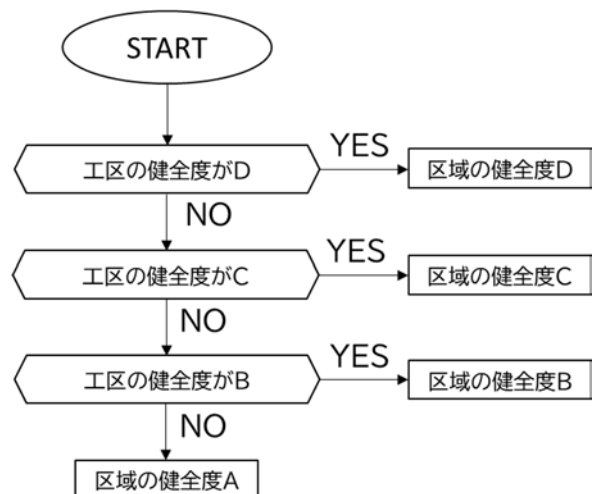 START
工区の健全度がD
YES
区域の健全度D
NO
工区の健全度がC
YES
区域の健全度C
NO
工区の健全度がB
YES
区域の健全度B
NO
区域の健全度A